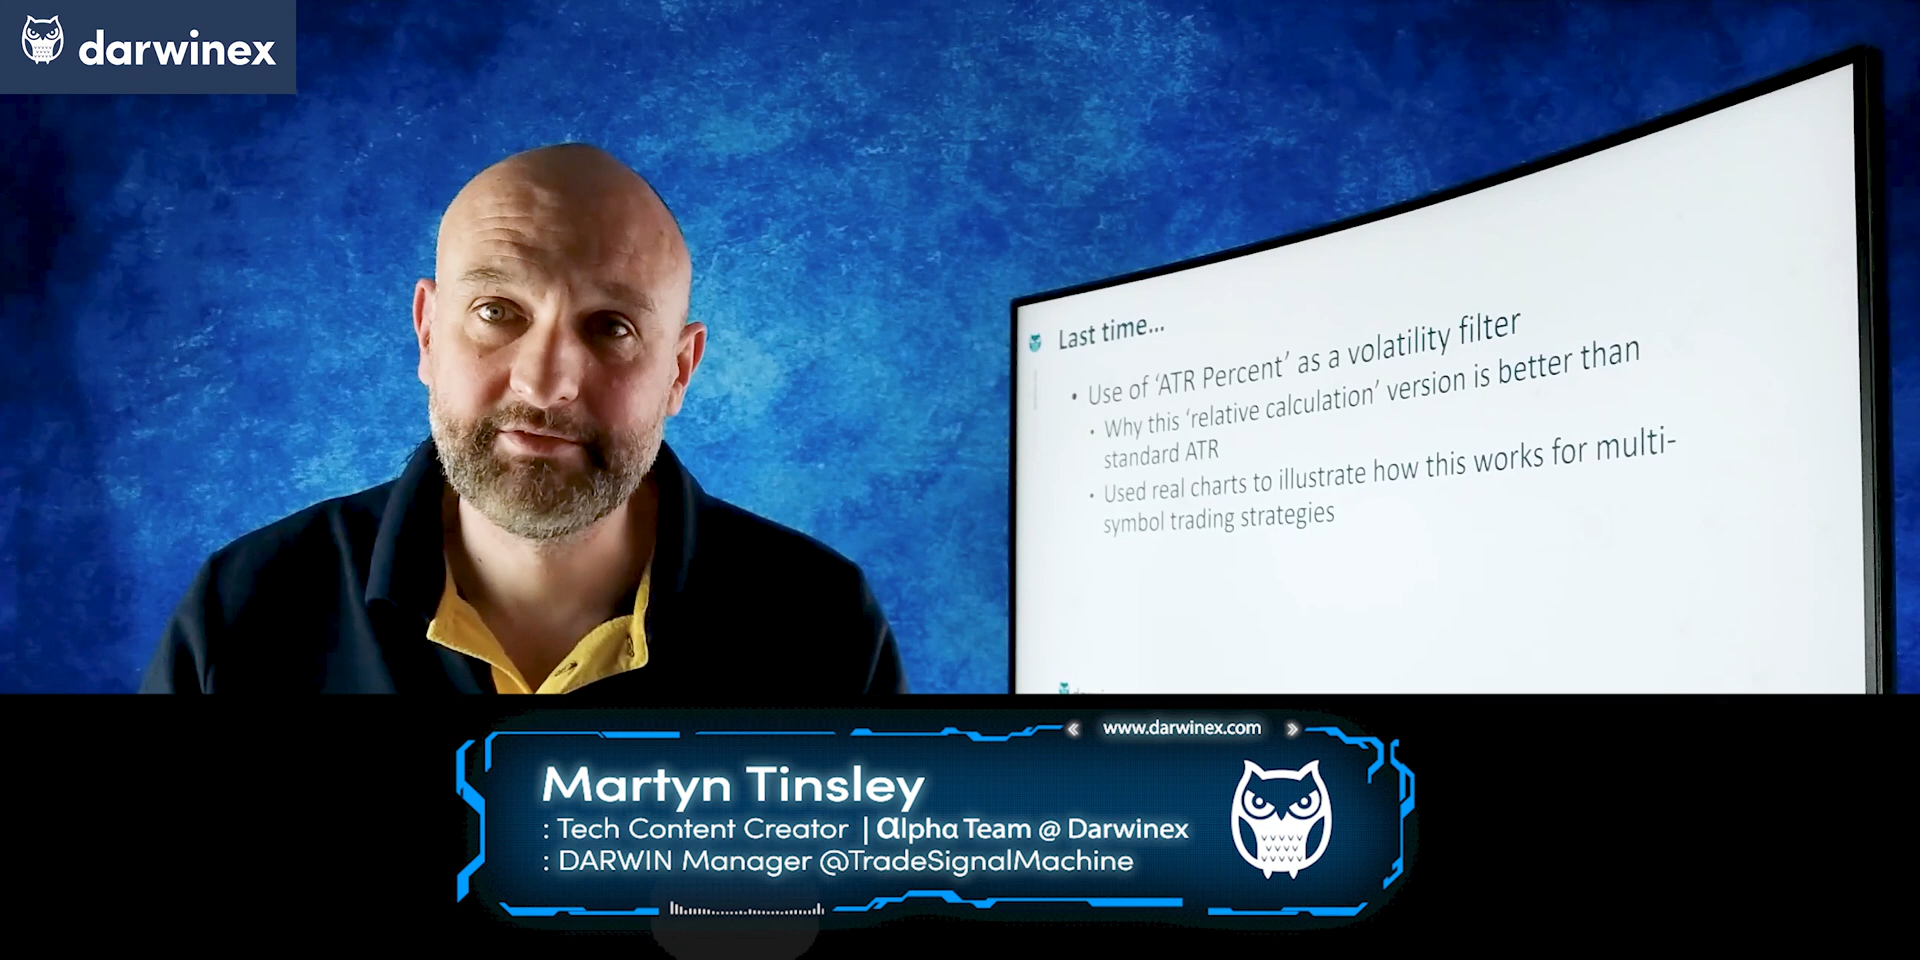 darwinex
Last time...
• Use of ‘ATR Percent’ as a volatility filter
• Why this ‘relative calculation’ version is better than
standard ATR
• Used real charts to illustrate how this works for multi-
symbol trading strategies
« www.darwinex.com »
Martyn Tinsley
: Tech Content Creator | αlpha Team @ Darwinex
: DARWIN Manager @TradeSignalMachine